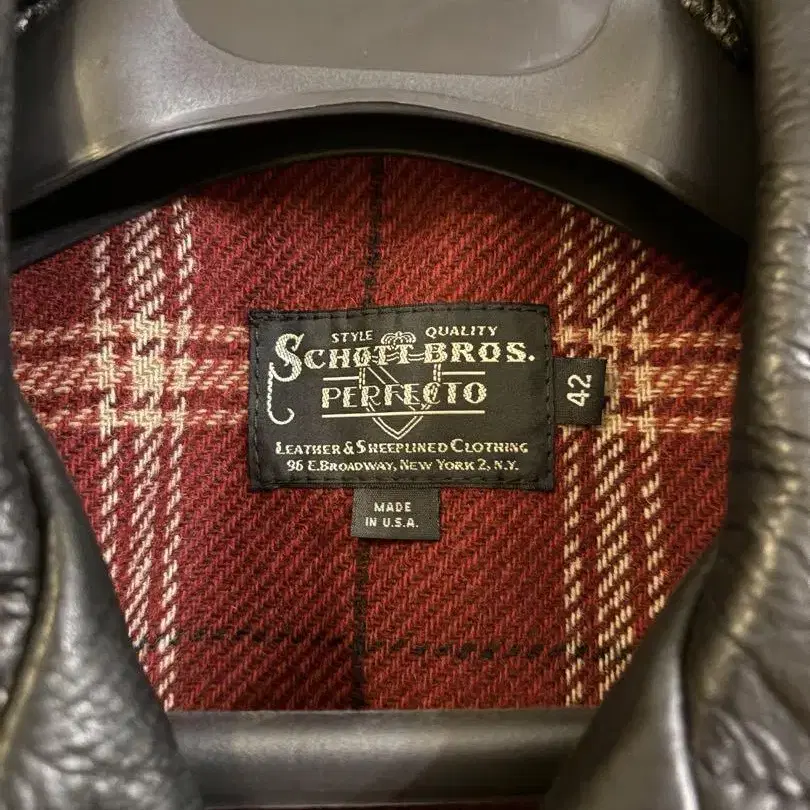 STYLE QUALITY
SCHOTT BROS.
PERFECTO
LEATHER & SHEEPLINED CLOTHING
96 E.BROADWAY, NEW YORK 2, N.Y.
42
MADE
IN U.S.A.